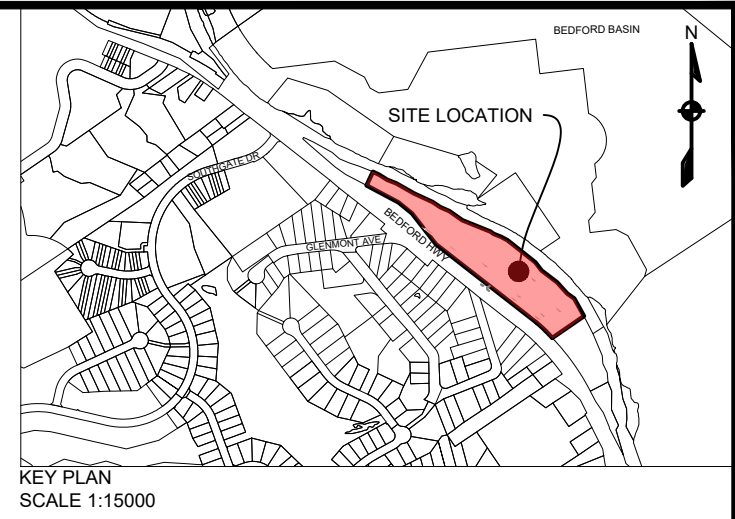 BEDFORD BASIN
N
SITE LOCATION
SOUTHGATE DR
BEDFORD HWY
GLENMONT AVE
KEY PLAN
SCALE 1:15000